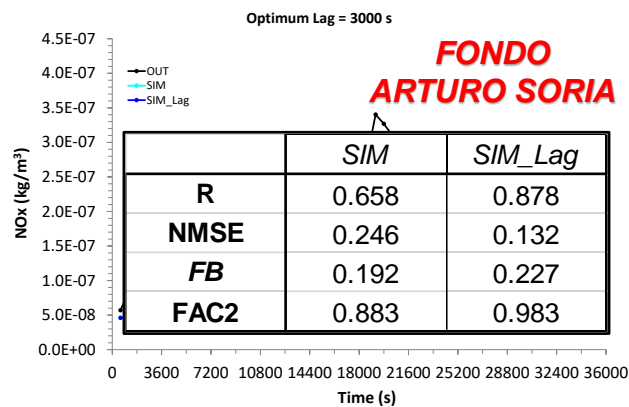 Optimum Lag = 3000 s
FONDO
ARTURO SORIA
OUT
SIM
SIM_Lag
NOx (kg/m³)
4.5E-07
4.0E-07
3.5E-07
3.0E-07
2.5E-07
2.0E-07
1.5E-07
1.0E-07
5.0E-08
0.0E+00
SIM SIM_Lag
R 0.658 0.878
NMSE 0.246 0.132
FB 0.192 0.227
FAC2 0.883 0.983
0 3600 7200 10800 14400 18000 21600 25200 28800 32400 36000
Time (s)